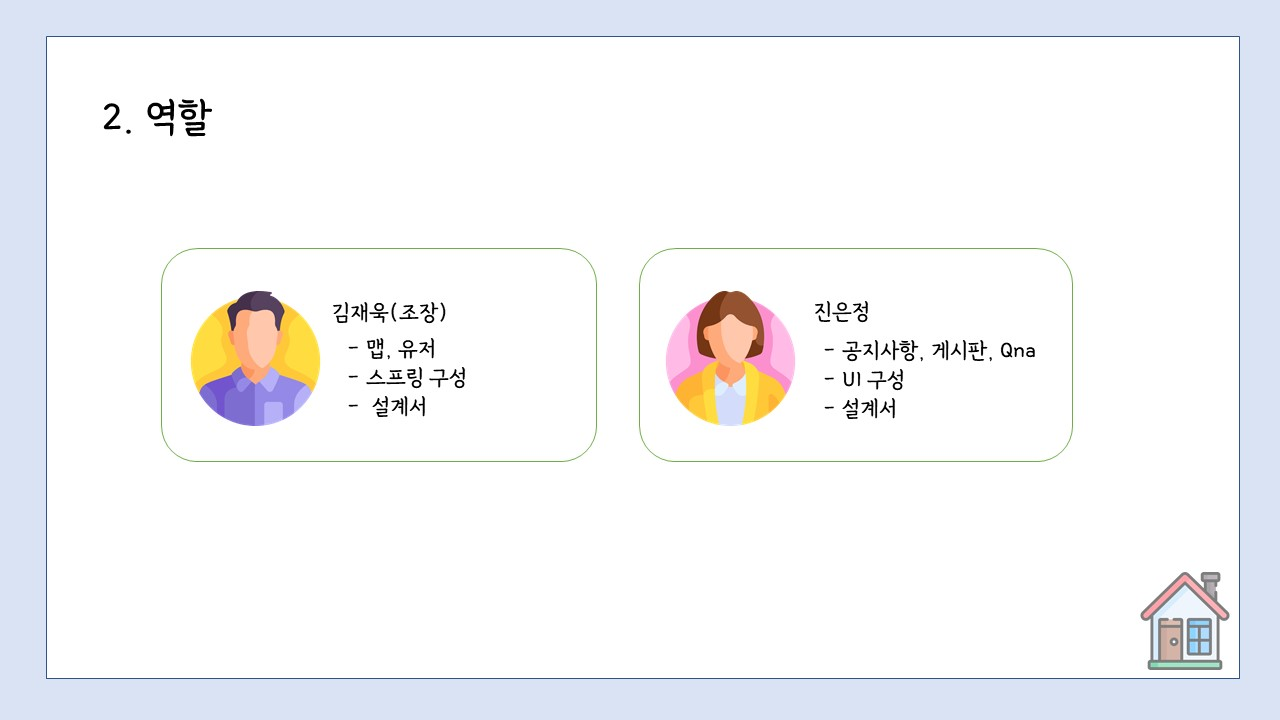 2. 역할
김재욱(조장)
- 맵, 유저
- 스프링 구성
- 설계서
진은정
- 공지사항, 게시판, Qna
- UI 구성
- 설계서